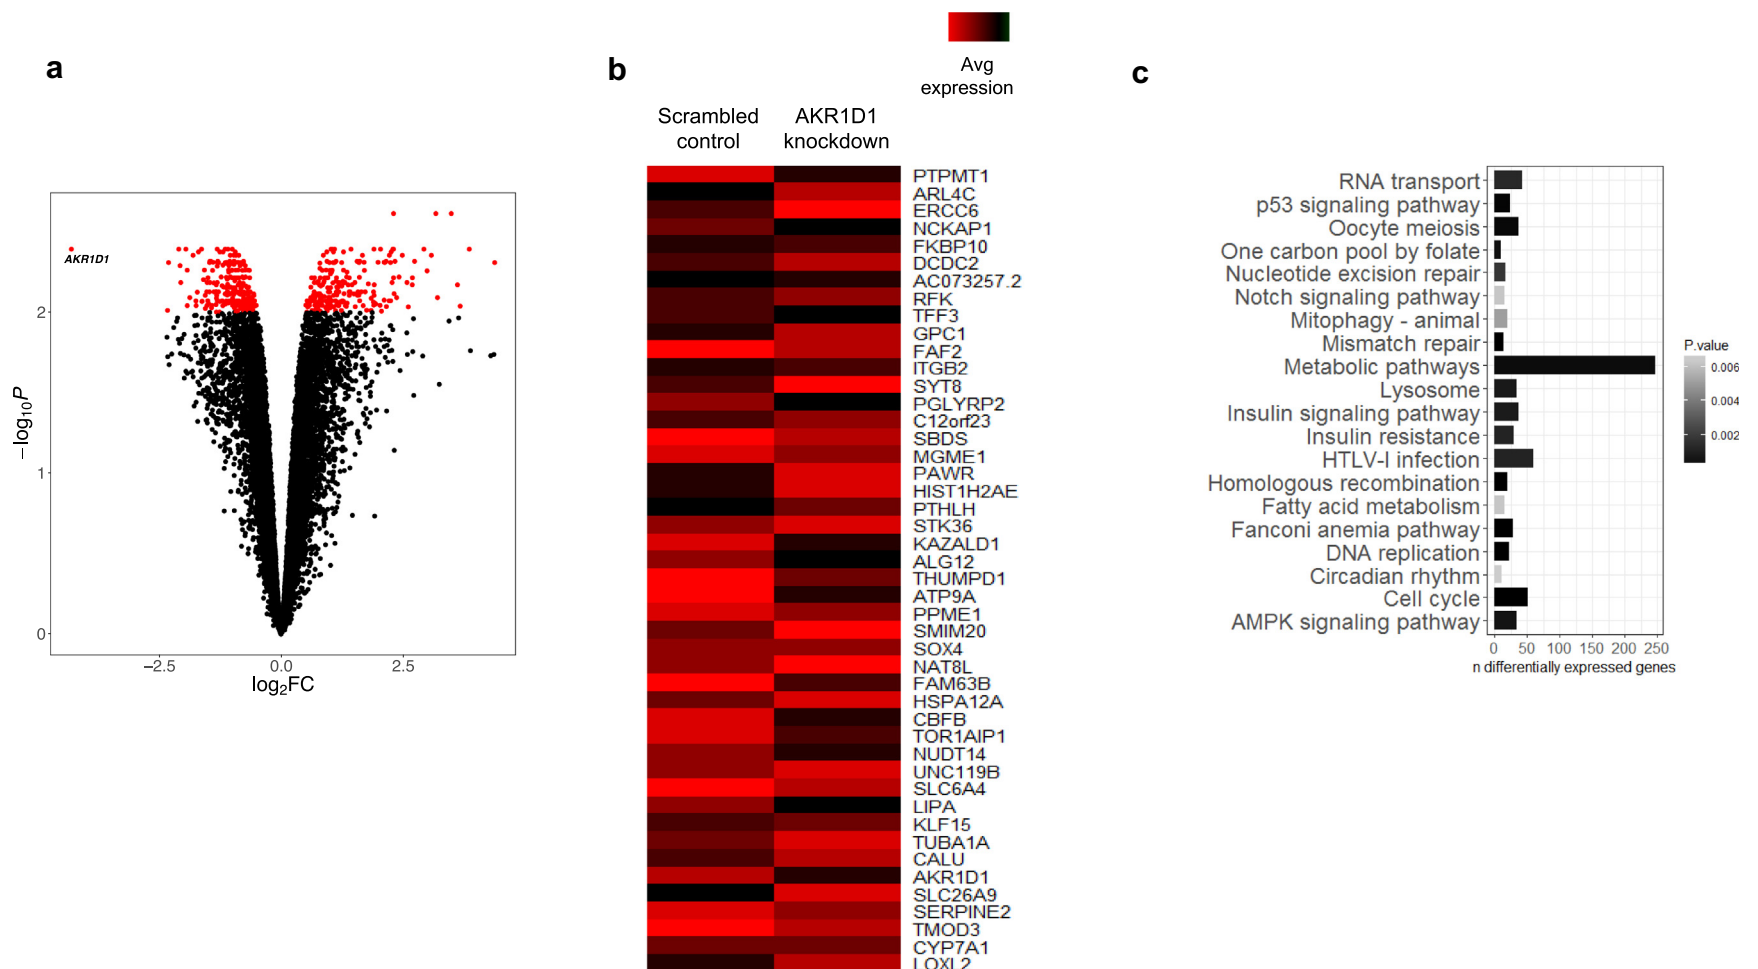 a
AKR1D1
2
1
0
−log10P
−2.5
0.0
2.5
log2FC
b
Avg
expression
Scrambled
control
AKR1D1
knockdown
PTPMT1
ARL4C
ERCC6
NCKAP1
FKBP10
DCDC2
AC073257.2
RFK
TFF3
GPC1
FAF2
ITGB2
SYT8
PGLYRP2
C12orf23
SBDS
MGME1
PAWR
HIST1H2AE
PTHLH
STK36
KAZALD1
ALG12
THUMPD1
ATP9A
PPME1
SMIM20
SOX4
NAT8L
FAM63B
HSPA12A
CBFB
TOR1AIP1
NUDT14
UNC119B
SLC6A4
LIPA
KLF15
TUBA1A
CALU
AKR1D1
SLC26A9
SERPINE2
TMOD3
CYP7A1
LOXL2
c
RNA transport
p53 signaling pathway
Oocyte meiosis
One carbon pool by folate
Nucleotide excision repair
Notch signaling pathway
Mitophagy - animal
Mismatch repair
Metabolic pathways
Lysosome
Insulin signaling pathway
Insulin resistance
HTLV-I infection
Homologous recombination
Fatty acid metabolism
Fanconi anemia pathway
DNA replication
Circadian rhythm
Cell cycle
AMPK signaling pathway
0 50 100 150 200 250
n differentially expressed genes
P.value
0.006
0.004
0.002